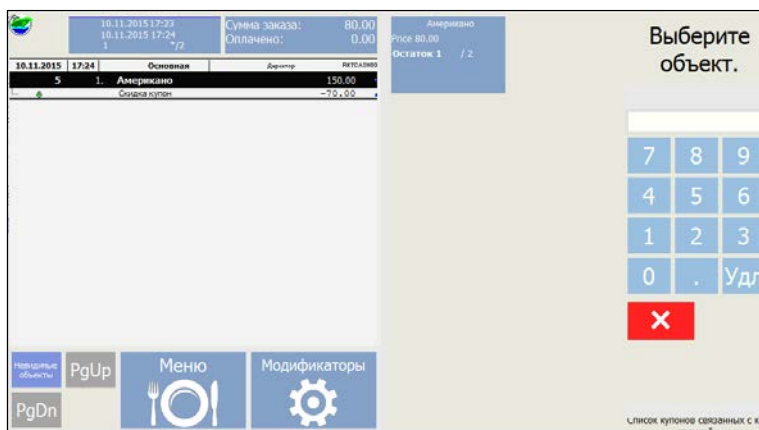 10.11.2015 17:23
10.11.2015 17:24
1 */2
Сумма заказа: 80.00
Оплачено: 0.00
Американо
Price 80.00
Остаток 1 / 2
Выберите
объект.
10.11.2015 17:24 Основная Директор
5 1. Американо 150.00
Скидка купон -70.00
7 8 9
4 5 6
1 2 3
0 . Удл
Невидимые
объекты
PgUp
Меню
Модификаторы
PgDn
Список купонов связанных с к